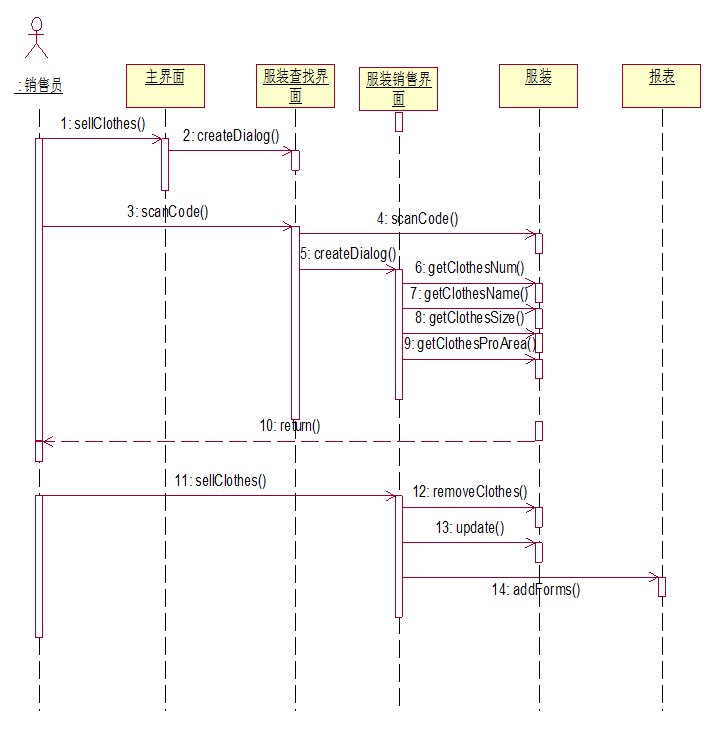 : 销售员
主界面
服装查找界
面
服装销售界
面
服装
报表
1: sellClothes()
2: createDialog()
3: scanCode()
4: scanCode()
5: createDialog()
6: getClothesNum()
7: getClothesName()
8: getClothesSize()
9: getClothesProArea()
10: return()
11: sellClothes()
12: removeClothes()
13: update()
14: addForms()